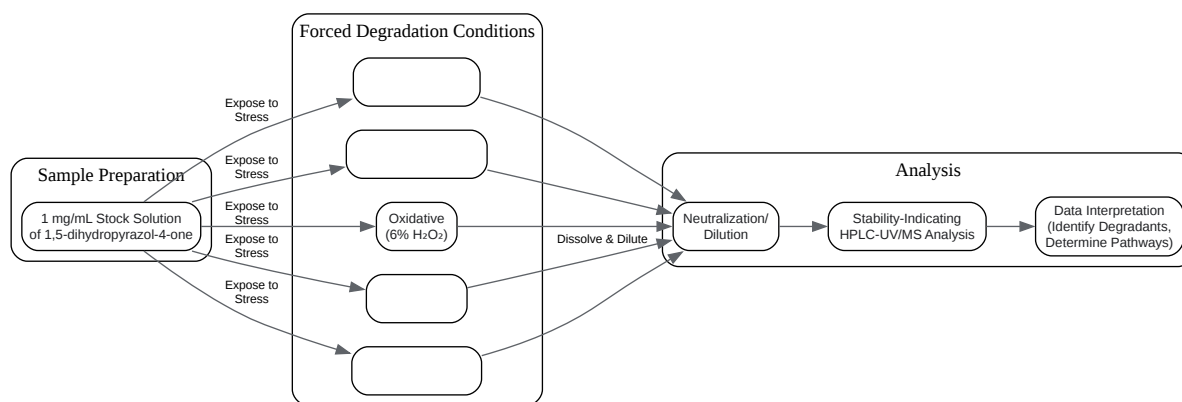 Forced Degradation Conditions
Expose to
Stress
Expose to
Stress
Sample Preparation
Analysis
1 mg/mL Stock Solution
of 1,5-dihydropyrazol-4-one
Expose to
Stress
Oxidative
(6% H₂O₂)
Neutralization/
Dilution
Stability-Indicating
HPLC-UV/MS Analysis
Data Interpretation
(Identify Degradants,
Determine Pathways)
Expose to
Stress
Dissolve & Dilute
Expose to
Stress